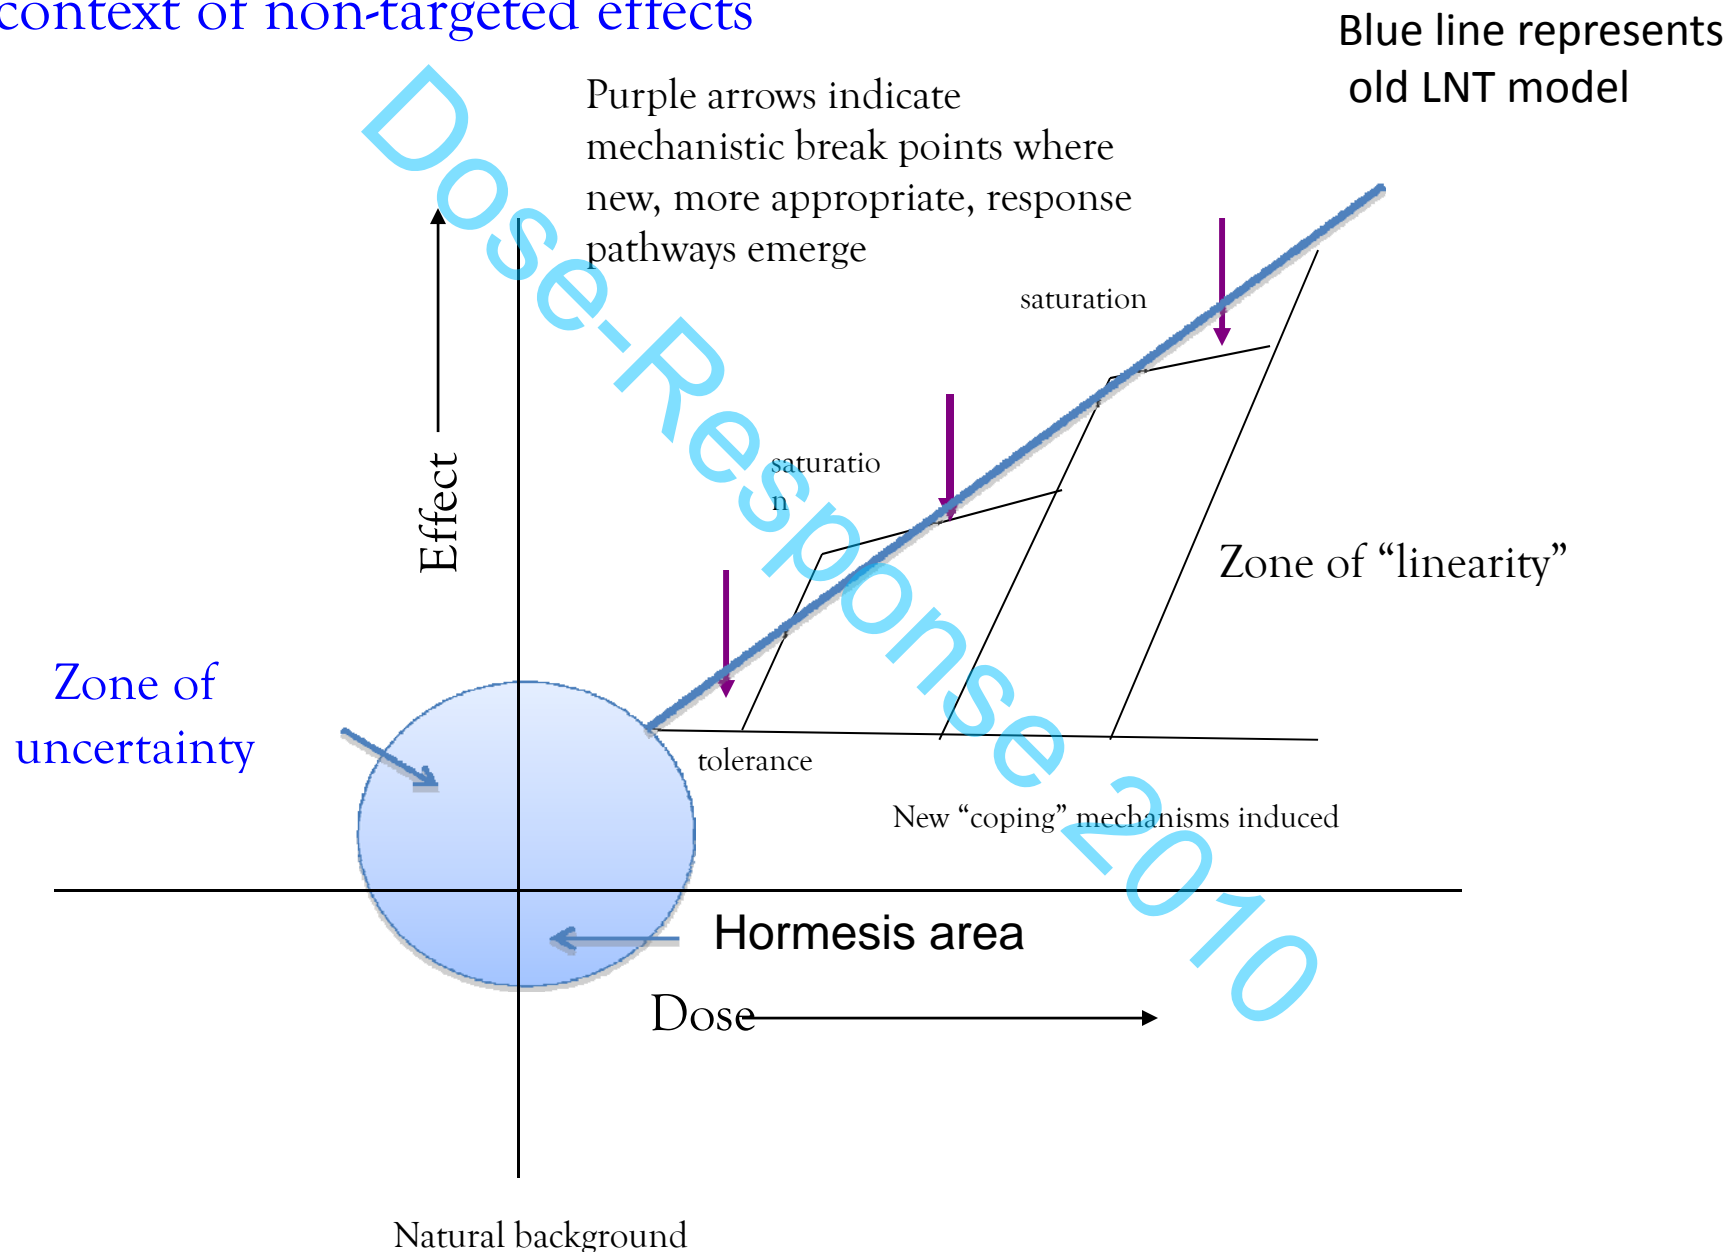 context of non-targeted effects
Blue line represents
old LNT model
Purple arrows indicate
mechanistic break points where
new, more appropriate, response
pathways emerge
saturation
saturatio
n
Effect
Zone of “linearity”
Zone of
uncertainty
tolerance
New “coping” mechanisms induced
Hormesis area
Dose
Natural background
Dose-Response 2010